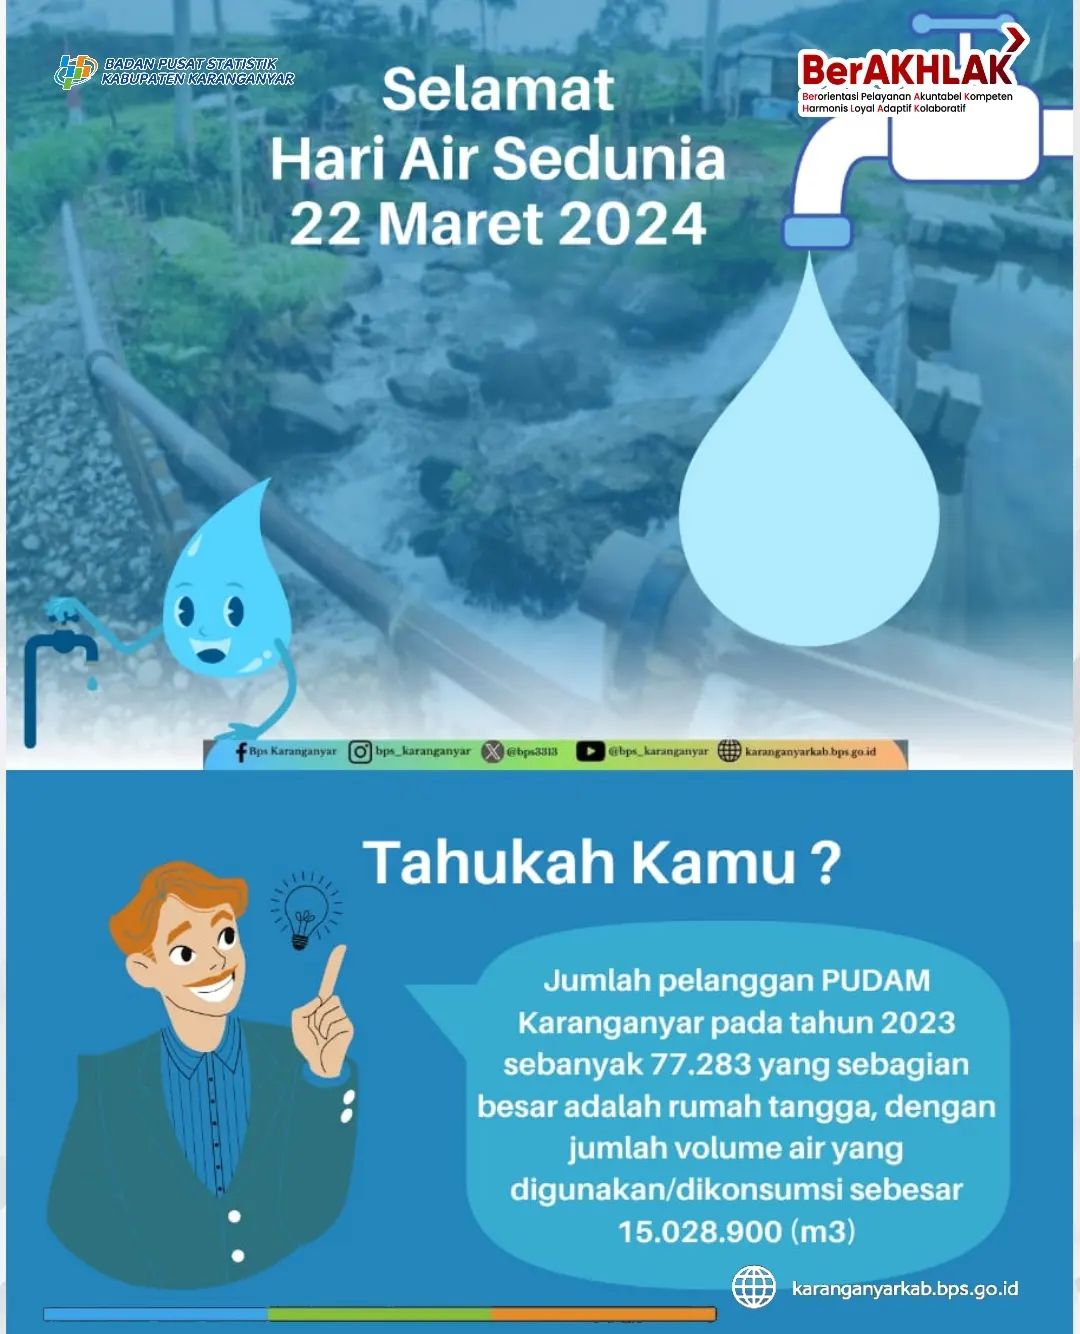 BADAN PUSAT STATISTIK
KABUPATEN KARANGANYAR
BerAKHLAK
Berorientasi Pelayanan Akuntabel Kompeten
Harmonis Loyal Adaptif Kolaboratif
Selamat
Hari Air Sedunia
22 Maret 2024
Bps Karanganyar bps_karanganyar @bps3313 @bps_karanganyar karanganyarkab.bps.go.id
Tahukah Kamu ?
Jumlah pelanggan PUDAM
Karanganyar pada tahun 2023
sebanyak 77.283 yang sebagian
besar adalah rumah tangga, dengan
jumlah volume air yang
digunakan/dikonsumsi sebesar
15.028.900 (m3)
karanganyarkab.bps.go.id